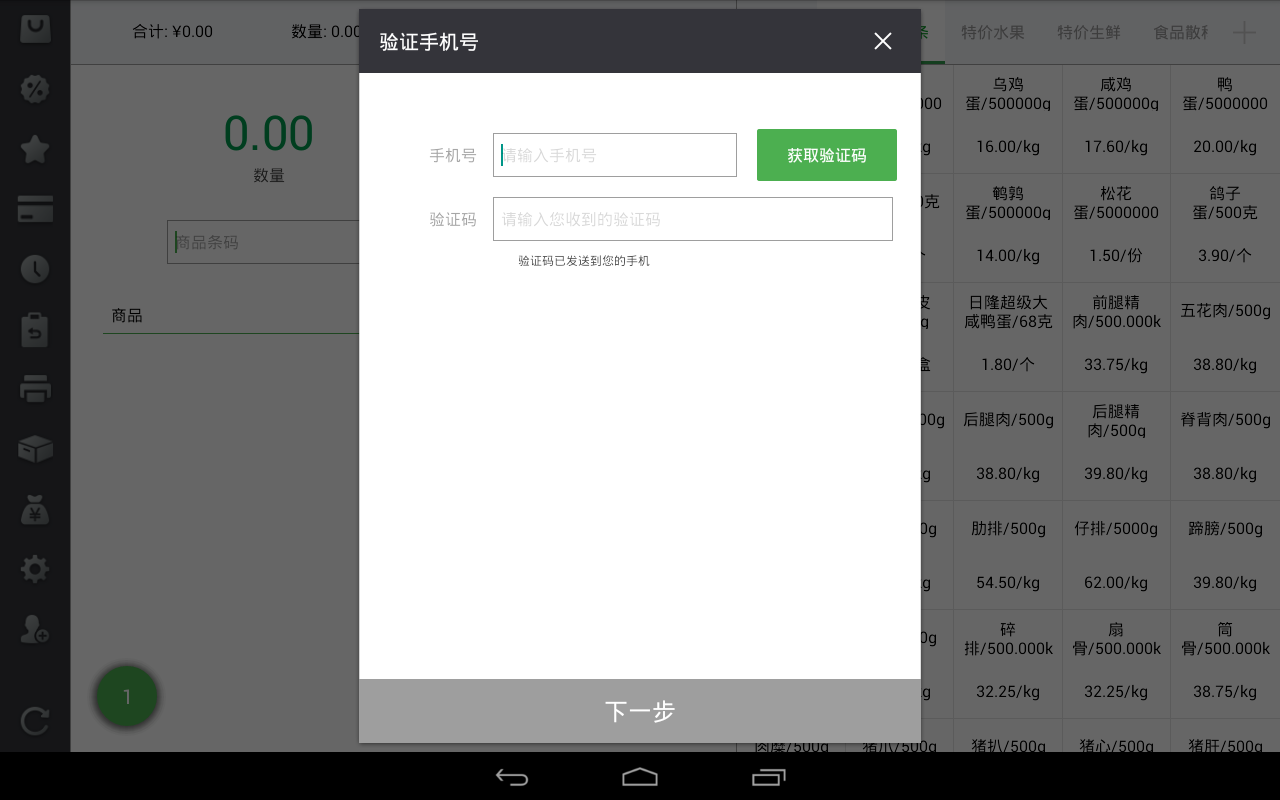 合计: ¥0.00
数量: 0.00
验证手机号
条
特价水果
特价生鲜
食品散称
0.00
数量
商品条码
商品
1
手机号
请输入手机号
获取验证码
验证码
请输入您收到的验证码
验证码已发送到您的手机
下一步
000
乌鸡
蛋/500000g
咸鸡
蛋/500000g
鸭
蛋/5000000
16.00/kg
17.60/kg
20.00/kg
0克
鹌鹑
蛋/500000g
松花
蛋/5000000
鸽子
蛋/500克
14.00/kg
1.50/份
3.90/个
日隆超级大
咸鸭蛋/68克
前腿精
肉/500.000k
五花肉/500g
盒
1.80/个
33.75/kg
38.80/kg
00g
后腿肉/500g
后腿精
肉/500g
脊背肉/500g
38.80/kg
39.80/kg
38.80/kg
0g
肋排/500g
仔排/5000g
蹄膀/500g
54.50/kg
62.00/kg
39.80/kg
0g
碎
排/500.000k
扇
骨/500.000k
筒
骨/500.000k
32.25/kg
32.25/kg
38.75/kg
肉糜/500g
猪爪/500g
猪扒/500g
猪心/500g
猪肝/500g